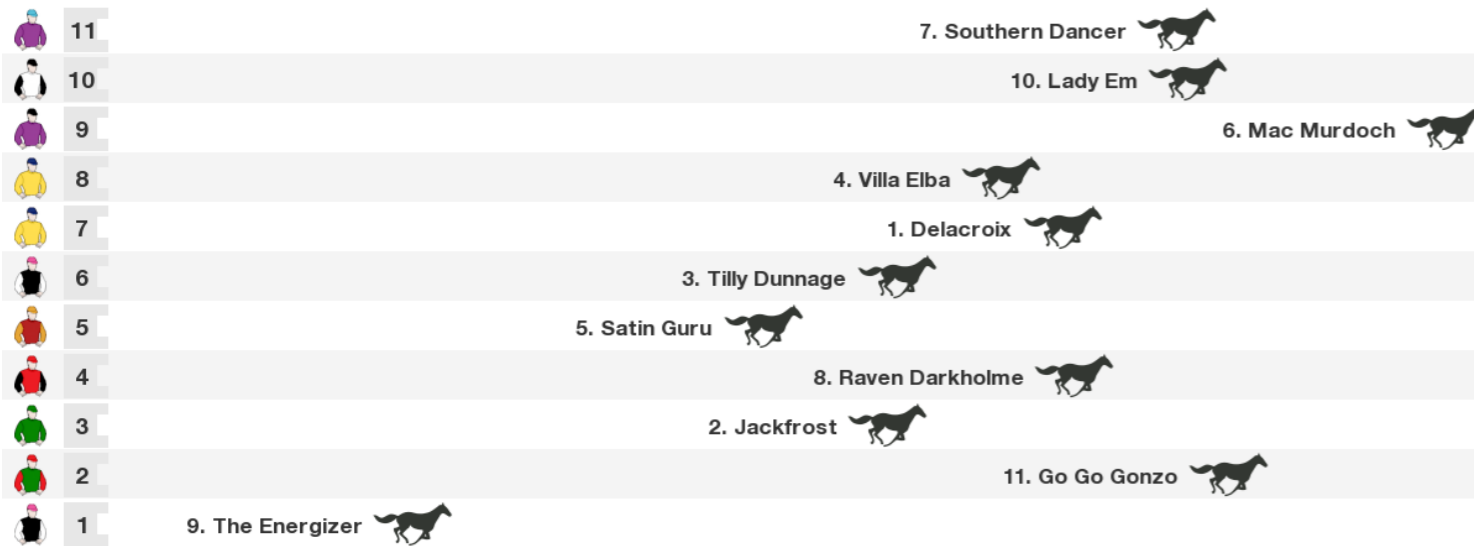 11 7. Southern Dancer
10 10. Lady Em
9 6. Mac Murdoch
8 4. Villa Elba
7 1. Delacroix
6 3. Tilly Dunnage
5 5. Satin Guru
4 8. Raven Darkholme
3 2. Jackfrost
2 11. Go Go Gonzo
1 9. The Energizer